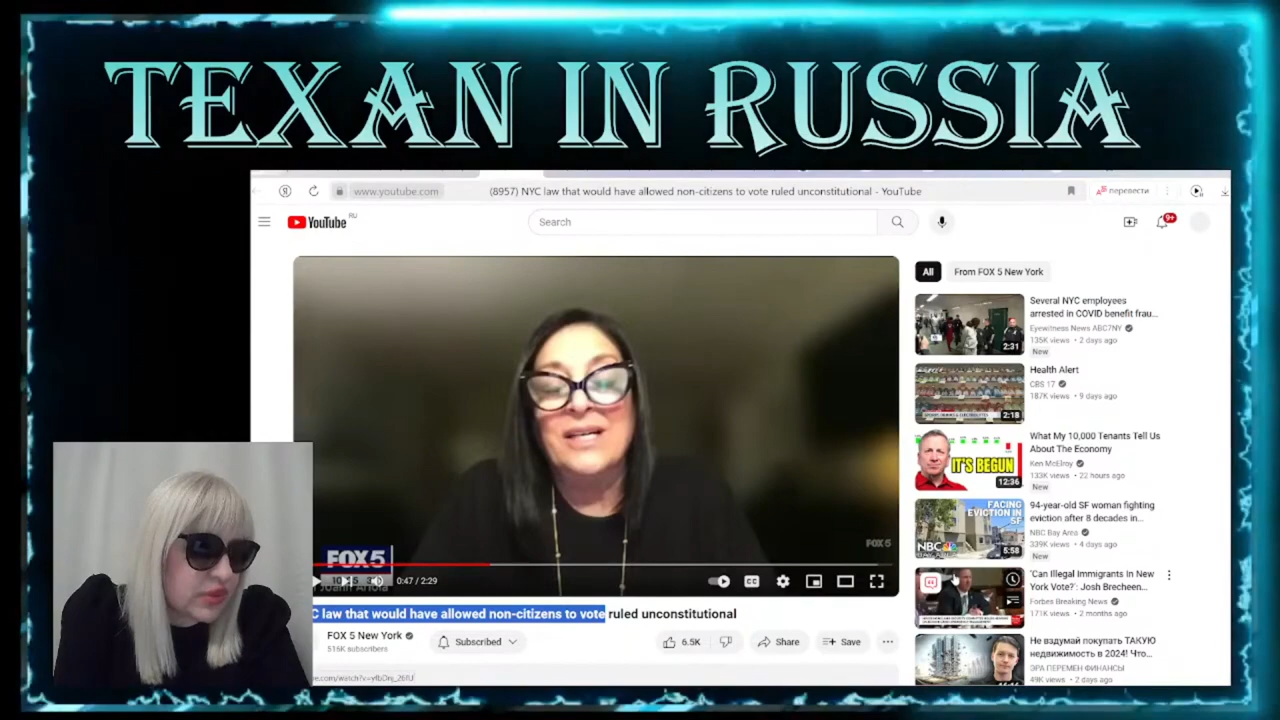 TEXAN IN RUSSIA
www.youtube.com
(8957) NYC law that would have allowed non-citizens to vote ruled unconstitutional - YouTube
перевести
YouTube RU
Search
9+
All
From FOX 5 New York
Several NYC employees
arrested in COVID benefit frau...
Eyewitness News ABC7NY
135K views • 2 days ago
New
2:31
Health Alert
CBS 17
187K views • 9 days ago
2:18
What My 10,000 Tenants Tell Us
About The Economy
Ken McElroy
133K views • 22 hours ago
New
IT'S BEGUN
12:36
94-year-old SF woman fighting
eviction after 8 decades in...
NBC Bay Area
339K views • 4 days ago
New
FACING
EVICTION IN
SF
NBC
5:58
'Can Illegal Immigrants In New
York Vote?': Josh Brecheen...
Forbes Breaking News
171K views • 2 months ago
Не вздумай покупать ТАКУЮ
недвижимость в 2024! Что...
ЭРА ПЕРЕМЕН ФИНАНСЫ
49K views • 2 days ago
FOX 5
FOX 5
0:47 / 2:29
C law that would have allowed non-citizens to vote ruled unconstitutional
FOX 5 New York
516K subscribers
Subscribed
6.5K
Share
Save